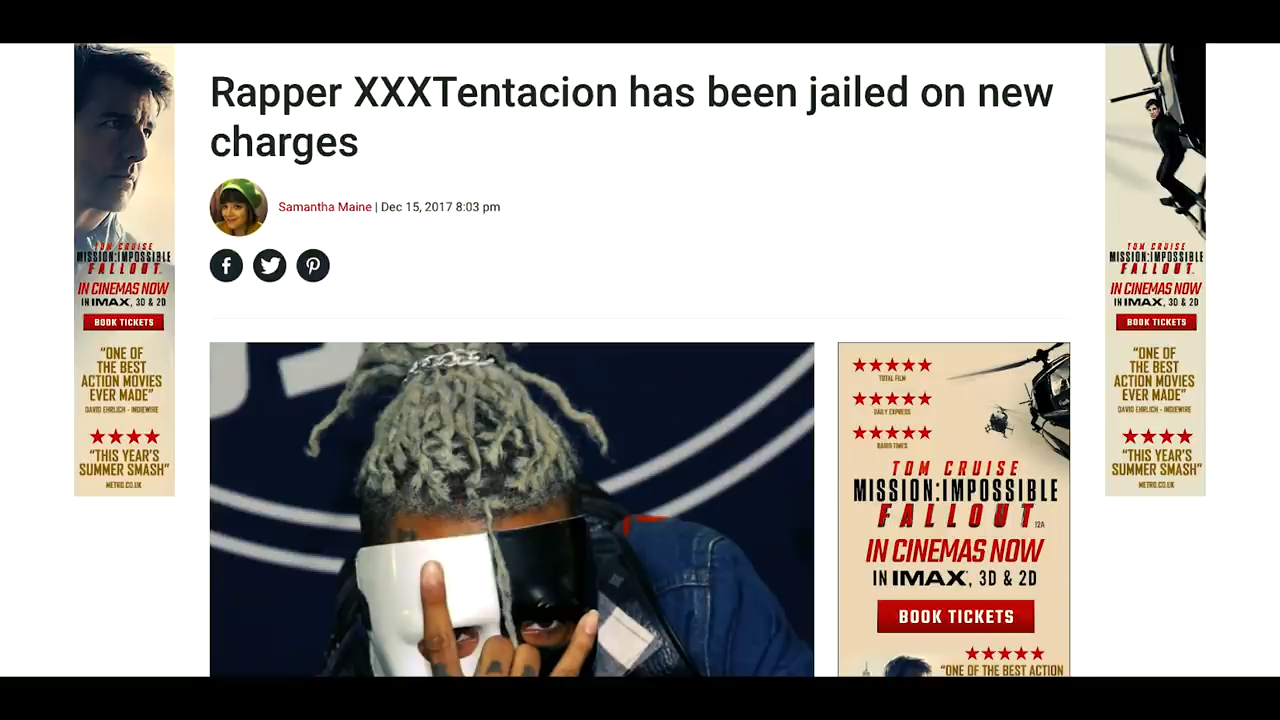 Rapper XXXTentacion has been jailed on new
charges
Samantha Maine | Dec 15, 2017 8:03 pm
TOM CRUISE
MISSION:IMPOSSIBLE
FALLOUT
IN CINEMAS NOW
IN IMAX, 3D & 2D
BOOK TICKETS
"ONE OF
THE BEST
ACTION MOVIES
EVER MADE"
DAVID EHRLICH - INDIEWIRE
"THIS YEAR'S
SUMMER SMASH"
METRO.CO.UK
TOTAL FILM
DAILY EXPRESS
RADIO TIMES
TOM CRUISE
MISSION:IMPOSSIBLE
FALLOUT 12A
IN CINEMAS NOW
IN IMAX, 3D & 2D
BOOK TICKETS
"ONE OF THE BEST ACTION
TOM CRUISE
MISSION:IMPOSSIBLE
FALLOUT
IN CINEMAS NOW
IN IMAX, 3D & 2D
BOOK TICKETS
"ONE OF
THE BEST
ACTION MOVIES
EVER MADE"
DAVID EHRLICH - INDIEWIRE
"THIS YEAR'S
SUMMER SMASH"
METRO.CO.UK